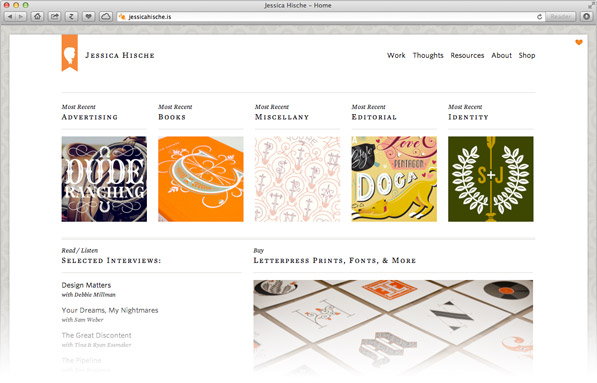 Jessica Hische – Home
jessicahische.is
Reader
Jessica Hische
Work Thoughts Resources About Shop
Most Recent
Advertising
Most Recent
Books
Most Recent
Miscellany
Most Recent
Editorial
Most Recent
Identity
DUDE
RANCHING
Love
PENTAGON
DOGA
S+J
Read / Listen
Selected Interviews:
Design Matters
with Debbie Millman
Your Dreams, My Nightmares
with Sam Weber
The Great Discontent
with Tina & Ryan Essmaker
The Pipeline
Buy
Letterpress Prints, Fonts, & More